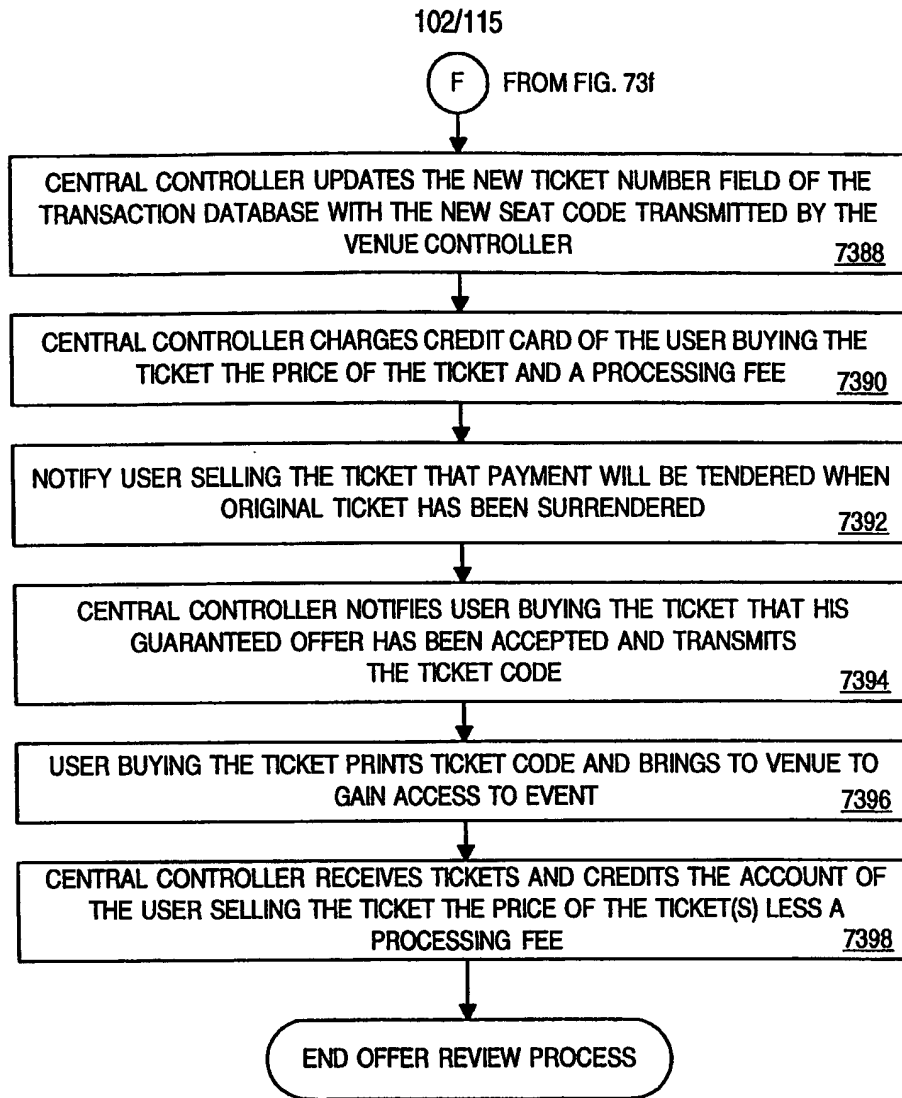 102/115
F FROM FIG. 73f
CENTRAL CONTROLLER UPDATES THE NEW TICKET NUMBER FIELD OF THE
TRANSACTION DATABASE WITH THE NEW SEAT CODE TRANSMITTED BY THE
VENUE CONTROLLER
7388
CENTRAL CONTROLLER CHARGES CREDIT CARD OF THE USER BUYING THE
TICKET THE PRICE OF THE TICKET AND A PROCESSING FEE
7390
NOTIFY USER SELLING THE TICKET THAT PAYMENT WILL BE TENDERED WHEN
ORIGINAL TICKET HAS BEEN SURRENDERED
7392
CENTRAL CONTROLLER NOTIFIES USER BUYING THE TICKET THAT HIS
GUARANTEED OFFER HAS BEEN ACCEPTED AND TRANSMITS
THE TICKET CODE
7394
USER BUYING THE TICKET PRINTS TICKET CODE AND BRINGS TO VENUE TO
GAIN ACCESS TO EVENT
7396
CENTRAL CONTROLLER RECEIVES TICKETS AND CREDITS THE ACCOUNT OF
THE USER SELLING THE TICKET THE PRICE OF THE TICKET(S) LESS A
PROCESSING FEE
7398
END OFFER REVIEW PROCESS